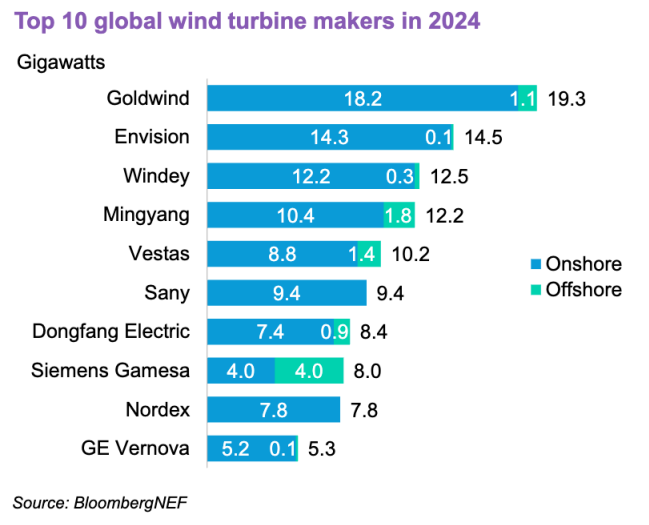 Top 10 global wind turbine makers in 2024
Gigawatts
Goldwind 18.2 1.1 19.3
Envision 14.3 0.1 14.5
Windey 12.2 0.3 12.5
Mingyang 10.4 1.8 12.2
Vestas 8.8 1.4 10.2
Sany 9.4 9.4
Dongfang Electric 7.4 0.9 8.4
Siemens Gamesa 4.0 4.0 8.0
Nordex 7.8 7.8
GE Vernova 5.2 0.1 5.3
Onshore
Offshore
Source: BloombergNEF